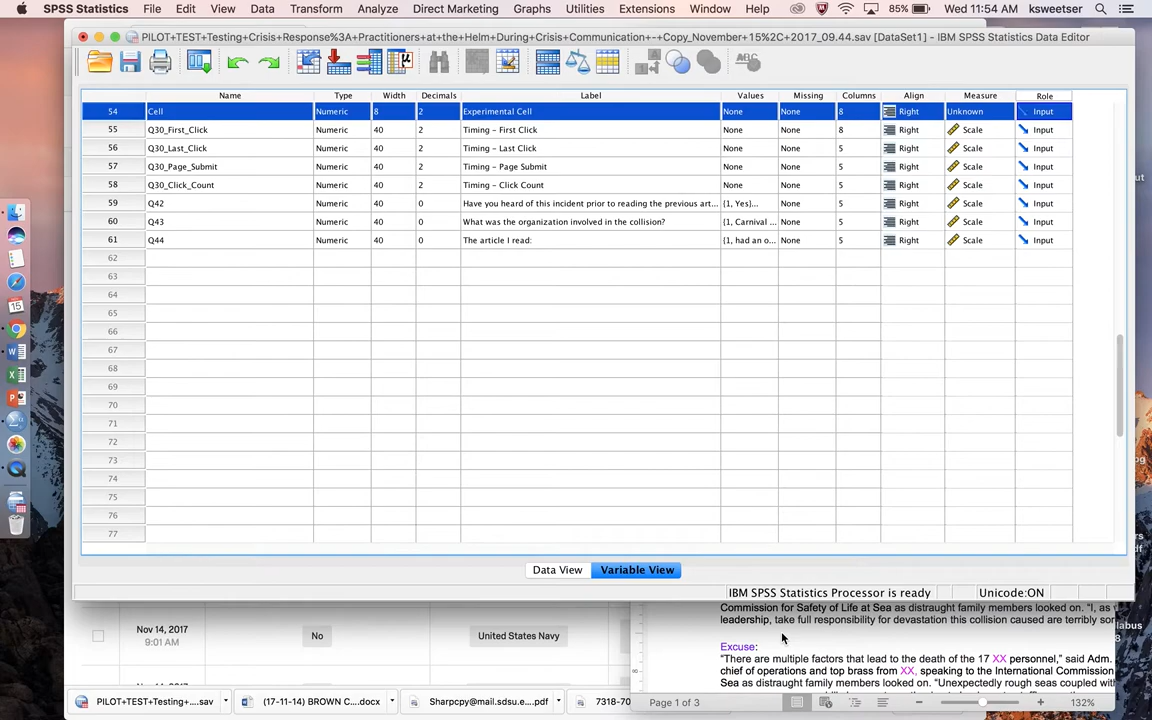 SPSS Statistics File Edit View Data Transform Analyze Direct Marketing Graphs Utilities Extensions Window Help 85% Wed 11:54 AM ksweetser
PILOT+TEST+Testing+Crisis+Response%3A+Practitioners+at+the+Helm+During+Crisis+Communication+-+Copy_November+15%2C+2017_09.44.sav [DataSet1] - IBM SPSS Statistics Data Editor
Name Type Width Decimals Label Values Missing Columns Align Measure Role
54 Cell Numeric 8 2 Experimental Cell None None 8 Right Unknown Input
55 Q30_First_Click Numeric 40 2 Timing - First Click None None 8 Right Scale Input
56 Q30_Last_Click Numeric 40 2 Timing - Last Click None None 5 Right Scale Input
57 Q30_Page_Submit Numeric 40 2 Timing - Page Submit None None 5 Right Scale Input
58 Q30_Click_Count Numeric 40 2 Timing - Click Count None None 5 Right Scale Input
59 Q42 Numeric 40 0 Have you heard of this incident prior to reading the previous art... {1, Yes}... None 5 Right Scale Input
60 Q43 Numeric 40 0 What was the organization involved in the collision? {1, Carnival ... None 5 Right Scale Input
61 Q44 Numeric 40 0 The article I read: {1, had an o... None 5 Right Scale Input
62
63
64
65
66
67
68
69
70
71
72
73
74
75
76
77
Data View Variable View
IBM SPSS Statistics Processor is ready Unicode:ON
Commission for Safety of Life at Sea as distraught family members looked on. "I, as
leadership, take full responsibility for devastation this collision caused are terribly
Nov 14, 2017
9:01 AM
No
United States Navy
Excuse:
"There are multiple factors that lead to the death of the 17 XX personnel," said Adm.
chief of operations and top brass from XX, speaking to the International Commission
Sea as distraught family members looked on. "Unexpectedly rough seas coupled with
PILOT+TEST+Testing+....sav (17-11-14) BROWN C....docx Sharpcpy@mail.sdsu.e....pdf 7318-70
Page 1 of 3 132%